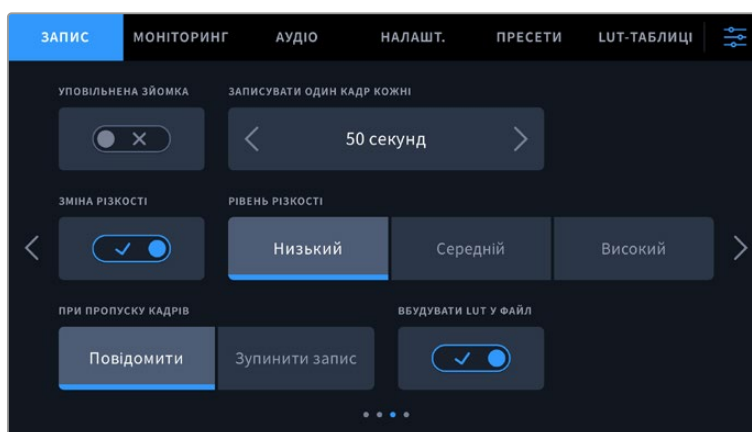 ЗАПИС МОНІТОРИНГ АУДІО НАЛАШТ. ПРЕСЕТИ LUT-ТАБЛИЦІ
УПОВІЛЬНЕНА ЗЙОМКА ЗАПИСУВАТИ ОДИН КАДР КОЖНІ
50 секунд
ЗМІНА РІЗКОСТІ РІВЕНЬ РІЗКОСТІ
Низький Середній Високий
ПРИ ПРОПУСКУ КАДРІВ ВБУДУВАТИ LUT У ФАЙЛ
Повідомити Зупинити запис